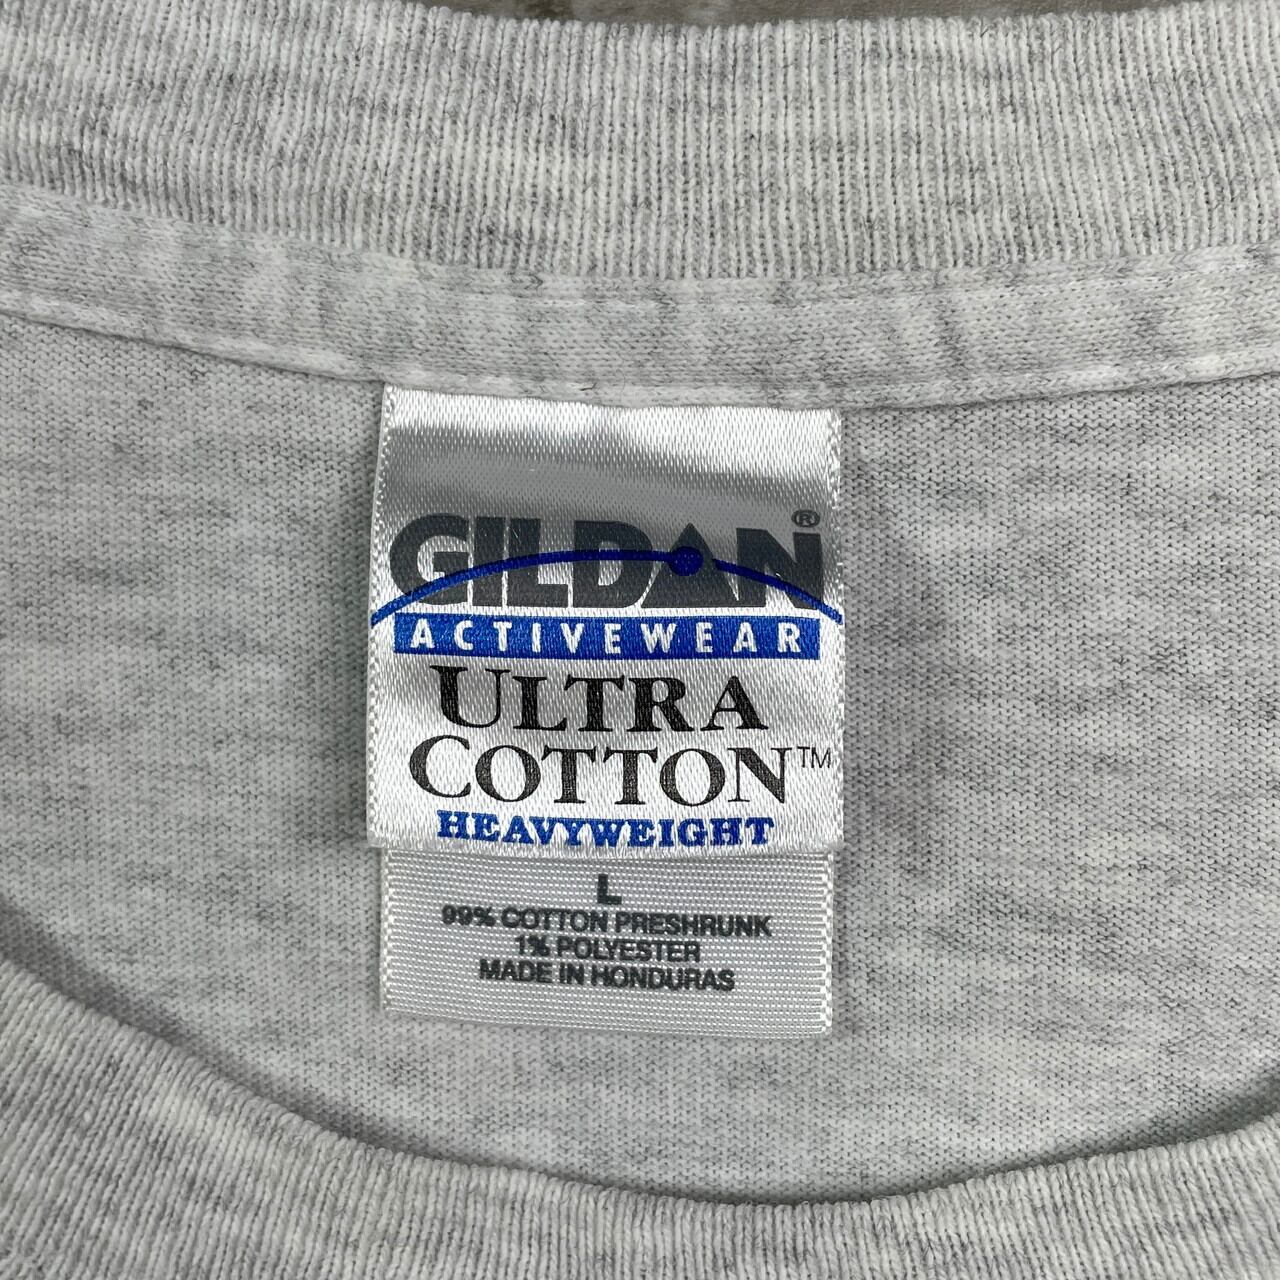 GILDAN®
ACTIVEWEAR
ULTRA
COTTON™
HEAVYWEIGHT
L
99% COTTON PRESHRUNK
1% POLYESTER
MADE IN HONDURAS